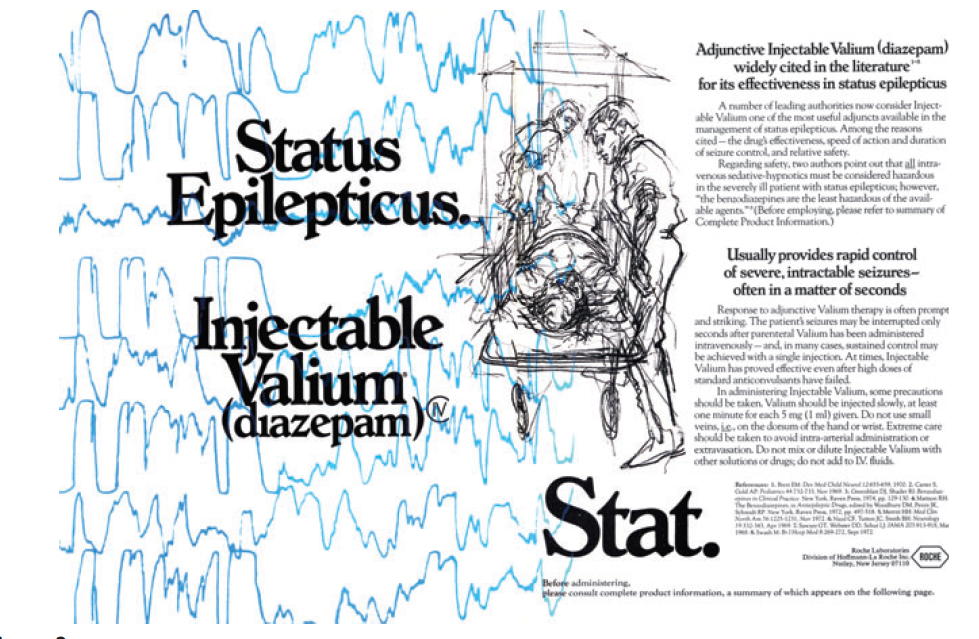 Status
Epilepticus.
Injectable
Valium®
(diazepam) IV
Stat.
Adjunctive Injectable Valium (diazepam)
widely cited in the literature
for its effectiveness in status epilepticus
A number of leading authorities now consider Inject-
able Valium one of the most useful adjuncts available in the
management of status epilepticus. Among the reasons
cited — the drug's effectiveness, speed of action and duration
of seizure control, and relative safety.
Regarding safety, two authors point out that all intra-
venous sedative-hypnotics must be considered hazardous
in the severely ill patient with status epilepticus; however,
"the benzodiazepines are the least hazardous of the avail-
able agents." (Before employing, please refer to summary of
Complete Product Information.)
Usually provides rapid control
of severe, intractable seizures—
often in a matter of seconds
Response to adjunctive Valium therapy is often prompt
and striking. The patient's seizures may be interrupted only
seconds after parenteral Valium has been administered
intravenously — and, in many cases, sustained control may
be achieved with a single injection. At times, Injectable
Valium has proved effective even after high doses of
standard anticonvulsants have failed.
In administering Injectable Valium, some precautions
should be taken. Valium should be injected slowly, at least
one minute for each 5 mg (1 ml) given. Do not use small
veins, i.e., on the dorsum of the hand or wrist. Extreme care
should be taken to avoid intra-arterial administration or
extravasation. Do not mix or dilute Injectable Valium with
other solutions or drugs; do not add to I.V. fluids.
References: 1. Brett EM: Dev Med Child Neurol 1970. 2. Carter S,
Gold AP: Pediatrics Nov 1969. 3. Greenblatt DJ, Shader RI: Benzodiaz-
epines in Clinical Practice. New York, Raven Press, 1974, pp. 129-130. 4. Mattson RH:
The Benzodiazepines, in Antiepileptic Drugs, edited by Woodbury DM, Penry JK,
Schmidt RP. New York, Raven Press, 1972, pp. 497-518. 5. Merritt HH: Med Clin
North Am 56:1225-1231, Nov 1972. 6. Nicol CF, Tutton JC, Smith BH: Neurology
19:332-343, Apr 1969. 7. Sawyer GT, Webster DD, Schut LJ: JAMA 203:913-918, Mar
1968. 8. Swash M: Br J Hosp Med 8:269-272, Sept 1972.
Roche Laboratories
Division of Hoffmann-La Roche Inc.
Nutley, New Jersey 07110
ROCHE
Before administering,
please consult complete product information, a summary of which appears on the following page.